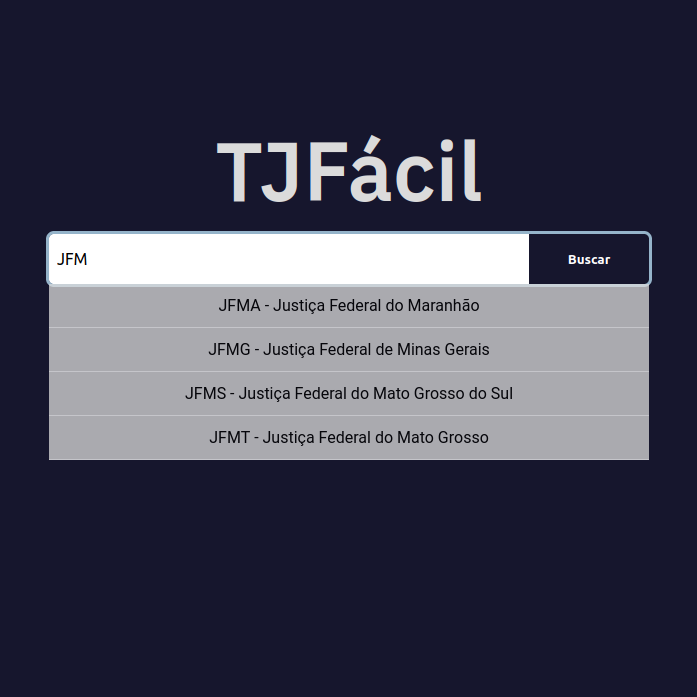 TJFácil
JFM
Buscar
JFMA - Justiça Federal do Maranhão
JFMG - Justiça Federal de Minas Gerais
JFMS - Justiça Federal do Mato Grosso do Sul
JFMT - Justiça Federal do Mato Grosso